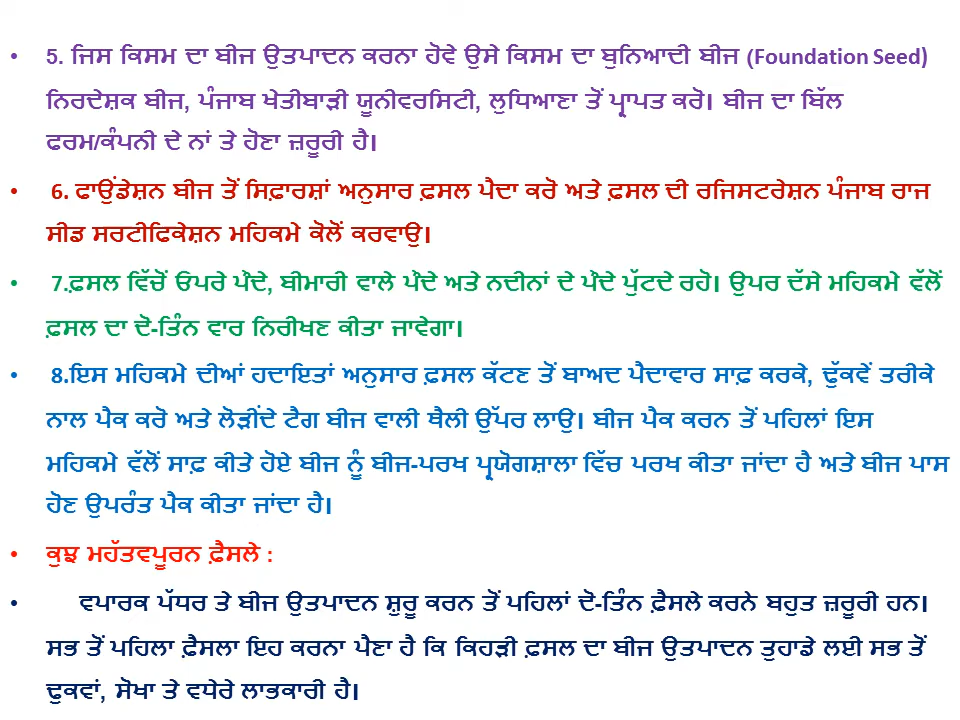 • 5. ਜਿਸ ਕਿਸਮ ਦਾ ਬੀਜ ਉਤਪਾਦਨ ਕਰਨਾ ਹੋਵੇ ਉਸੇ ਕਿਸਮ ਦਾ ਬੁਨਿਆਦੀ ਬੀਜ (Foundation Seed)
ਨਿਰਦੇਸ਼ਕ ਬੀਜ, ਪੰਜਾਬ ਖੇਤੀਬਾੜੀ ਯੂਨੀਵਰਸਿਟੀ, ਲੁਧਿਆਣਾ ਤੋਂ ਪ੍ਰਾਪਤ ਕਰੋ। ਬੀਜ ਦਾ ਬਿੱਲ
ਫਰਮ/ਕੰਪਨੀ ਦੇ ਨਾਂ ਤੇ ਹੋਣਾ ਜ਼ਰੂਰੀ ਹੈ।
• 6. ਫਾਉਂਡੇਸ਼ਨ ਬੀਜ ਤੋਂ ਸਿਫ਼ਾਰਸ਼ਾਂ ਅਨੁਸਾਰ ਫ਼ਸਲ ਪੈਦਾ ਕਰੋ ਅਤੇ ਫ਼ਸਲ ਦੀ ਰਜਿਸਟਰੇਸ਼ਨ ਪੰਜਾਬ ਰਾਜ
ਸੀਡ ਸਰਟੀਫਿਕੇਸ਼ਨ ਮਹਿਕਮੇ ਕੋਲੋਂ ਕਰਵਾਉ।
• 7.ਫ਼ਸਲ ਵਿੱਚੋਂ ਓਪਰੇ ਪੌਦੇ, ਬੀਮਾਰੀ ਵਾਲੇ ਪੌਦੇ ਅਤੇ ਨਦੀਨਾਂ ਦੇ ਪੌਦੇ ਪੁੱਟਦੇ ਰਹੋ। ਉਪਰ ਦੱਸੇ ਮਹਿਕਮੇ ਵੱਲੋਂ
ਫ਼ਸਲ ਦਾ ਦੋ-ਤਿੰਨ ਵਾਰ ਨਿਰੀਖਣ ਕੀਤਾ ਜਾਵੇਗਾ।
• 8.ਇਸ ਮਹਿਕਮੇ ਦੀਆਂ ਹਦਾਇਤਾਂ ਅਨੁਸਾਰ ਫ਼ਸਲ ਕੱਟਣ ਤੋਂ ਬਾਅਦ ਪੈਦਾਵਾਰ ਸਾਫ਼ ਕਰਕੇ, ਢੁੱਕਵੇਂ ਤਰੀਕੇ
ਨਾਲ ਪੈਕ ਕਰੋ ਅਤੇ ਲੋੜੀਂਦੇ ਟੈਗ ਬੀਜ ਵਾਲੀ ਥੈਲੀ ਉੱਪਰ ਲਾਉ। ਬੀਜ ਪੈਕ ਕਰਨ ਤੋਂ ਪਹਿਲਾਂ ਇਸ
ਮਹਿਕਮੇ ਵੱਲੋਂ ਸਾਫ਼ ਕੀਤੇ ਹੋਏ ਬੀਜ ਨੂੰ ਬੀਜ-ਪਰਖ ਪ੍ਰਯੋਗਸ਼ਾਲਾ ਵਿੱਚ ਪਰਖ ਕੀਤਾ ਜਾਂਦਾ ਹੈ ਅਤੇ ਬੀਜ ਪਾਸ
ਹੋਣ ਉਪਰੰਤ ਪੈਕ ਕੀਤਾ ਜਾਂਦਾ ਹੈ।
• ਕੁਝ ਮਹੱਤਵਪੂਰਨ ਫ਼ੈਸਲੇ :
• ਵਪਾਰਕ ਪੱਧਰ ਤੇ ਬੀਜ ਉਤਪਾਦਨ ਸ਼ੁਰੂ ਕਰਨ ਤੋਂ ਪਹਿਲਾਂ ਦੋ-ਤਿੰਨ ਫ਼ੈਸਲੇ ਕਰਨੇ ਬਹੁਤ ਜ਼ਰੂਰੀ ਹਨ।
ਸਭ ਤੋਂ ਪਹਿਲਾ ਫ਼ੈਸਲਾ ਇਹ ਕਰਨਾ ਪੈਣਾ ਹੈ ਕਿ ਕਿਹੜੀ ਫ਼ਸਲ ਦਾ ਬੀਜ ਉਤਪਾਦਨ ਤੁਹਾਡੇ ਲਈ ਸਭ ਤੋਂ
ਢੁਕਵਾਂ, ਸੋਖਾ ਤੇ ਵਧੇਰੇ ਲਾਭਕਾਰੀ ਹੈ।